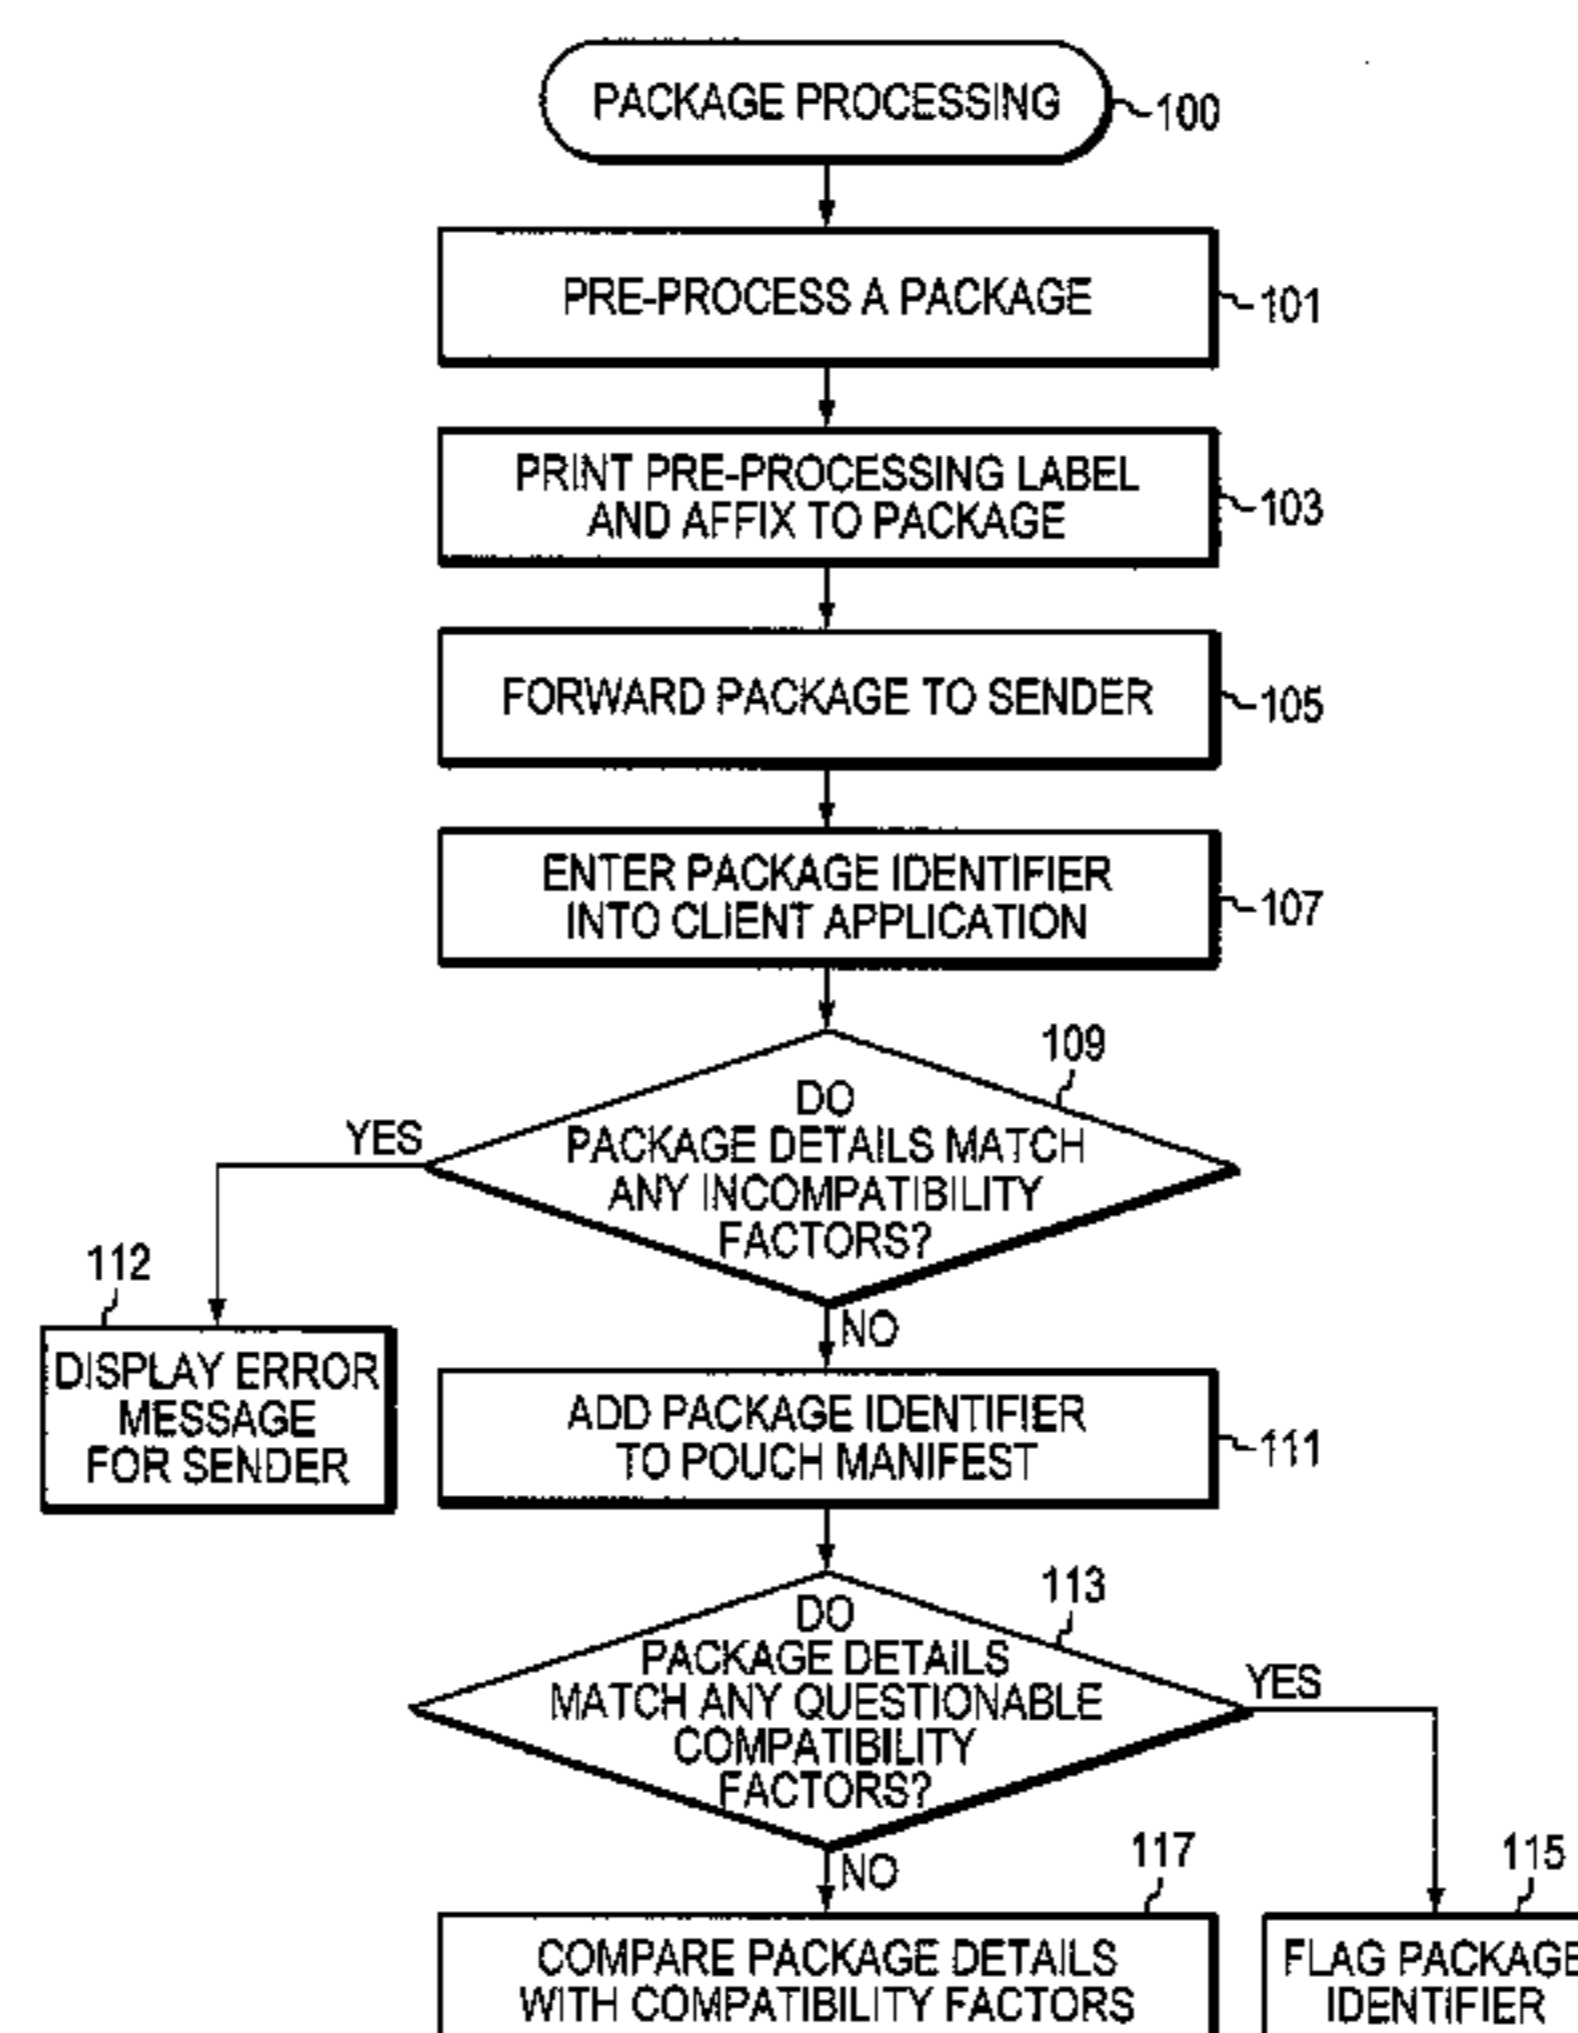 PACKAGE PROCESSING
100
PRE-PROCESS A PACKAGE
101
PRINT PRE-PROCESSING LABEL
AND AFFIX TO PACKAGE
103
FORWARD PACKAGE TO SENDER
105
ENTER PACKAGE IDENTIFIER
INTO CLIENT APPLICATION
107
109
DO
PACKAGE DETAILS MATCH
ANY INCOMPATIBILITY
FACTORS?
YES
112
DISPLAY ERROR
MESSAGE
FOR SENDER
NO
ADD PACKAGE IDENTIFIER
TO POUCH MANIFEST
111
113
DO
PACKAGE DETAILS
MATCH ANY QUESTIONABLE
COMPATIBILITY
FACTORS?
YES
NO
117
COMPARE PACKAGE DETAILS
WITH COMPATIBILITY FACTORS
115
FLAG PACKAGE
IDENTIFIER